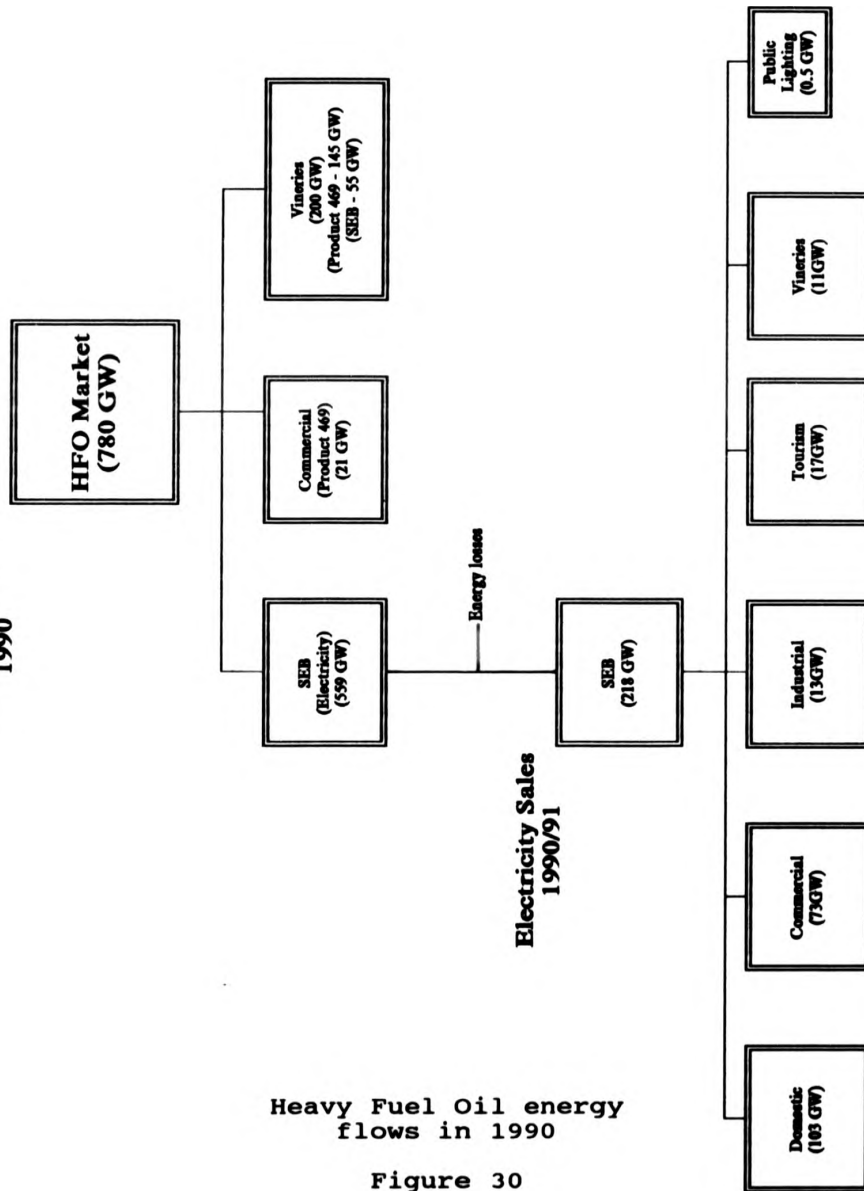 1990
HFO Market
(780 GW)
SEB
(Electricity)
(559 GW)
Commercial
(Product 469)
(21 GW)
Vineries
(200 GW)
(Product 469 - 145 GW)
(SEB - 55 GW)
Energy losses
Electricity Sales
1990/91
SEB
(218 GW)
Domestic
(103 GW)
Commercial
(73GW)
Industrial
(13GW)
Tourism
(17GW)
Vineries
(11GW)
Public
Lighting
(0.5 GW)
Heavy Fuel Oil energy
flows in 1990
Figure 30